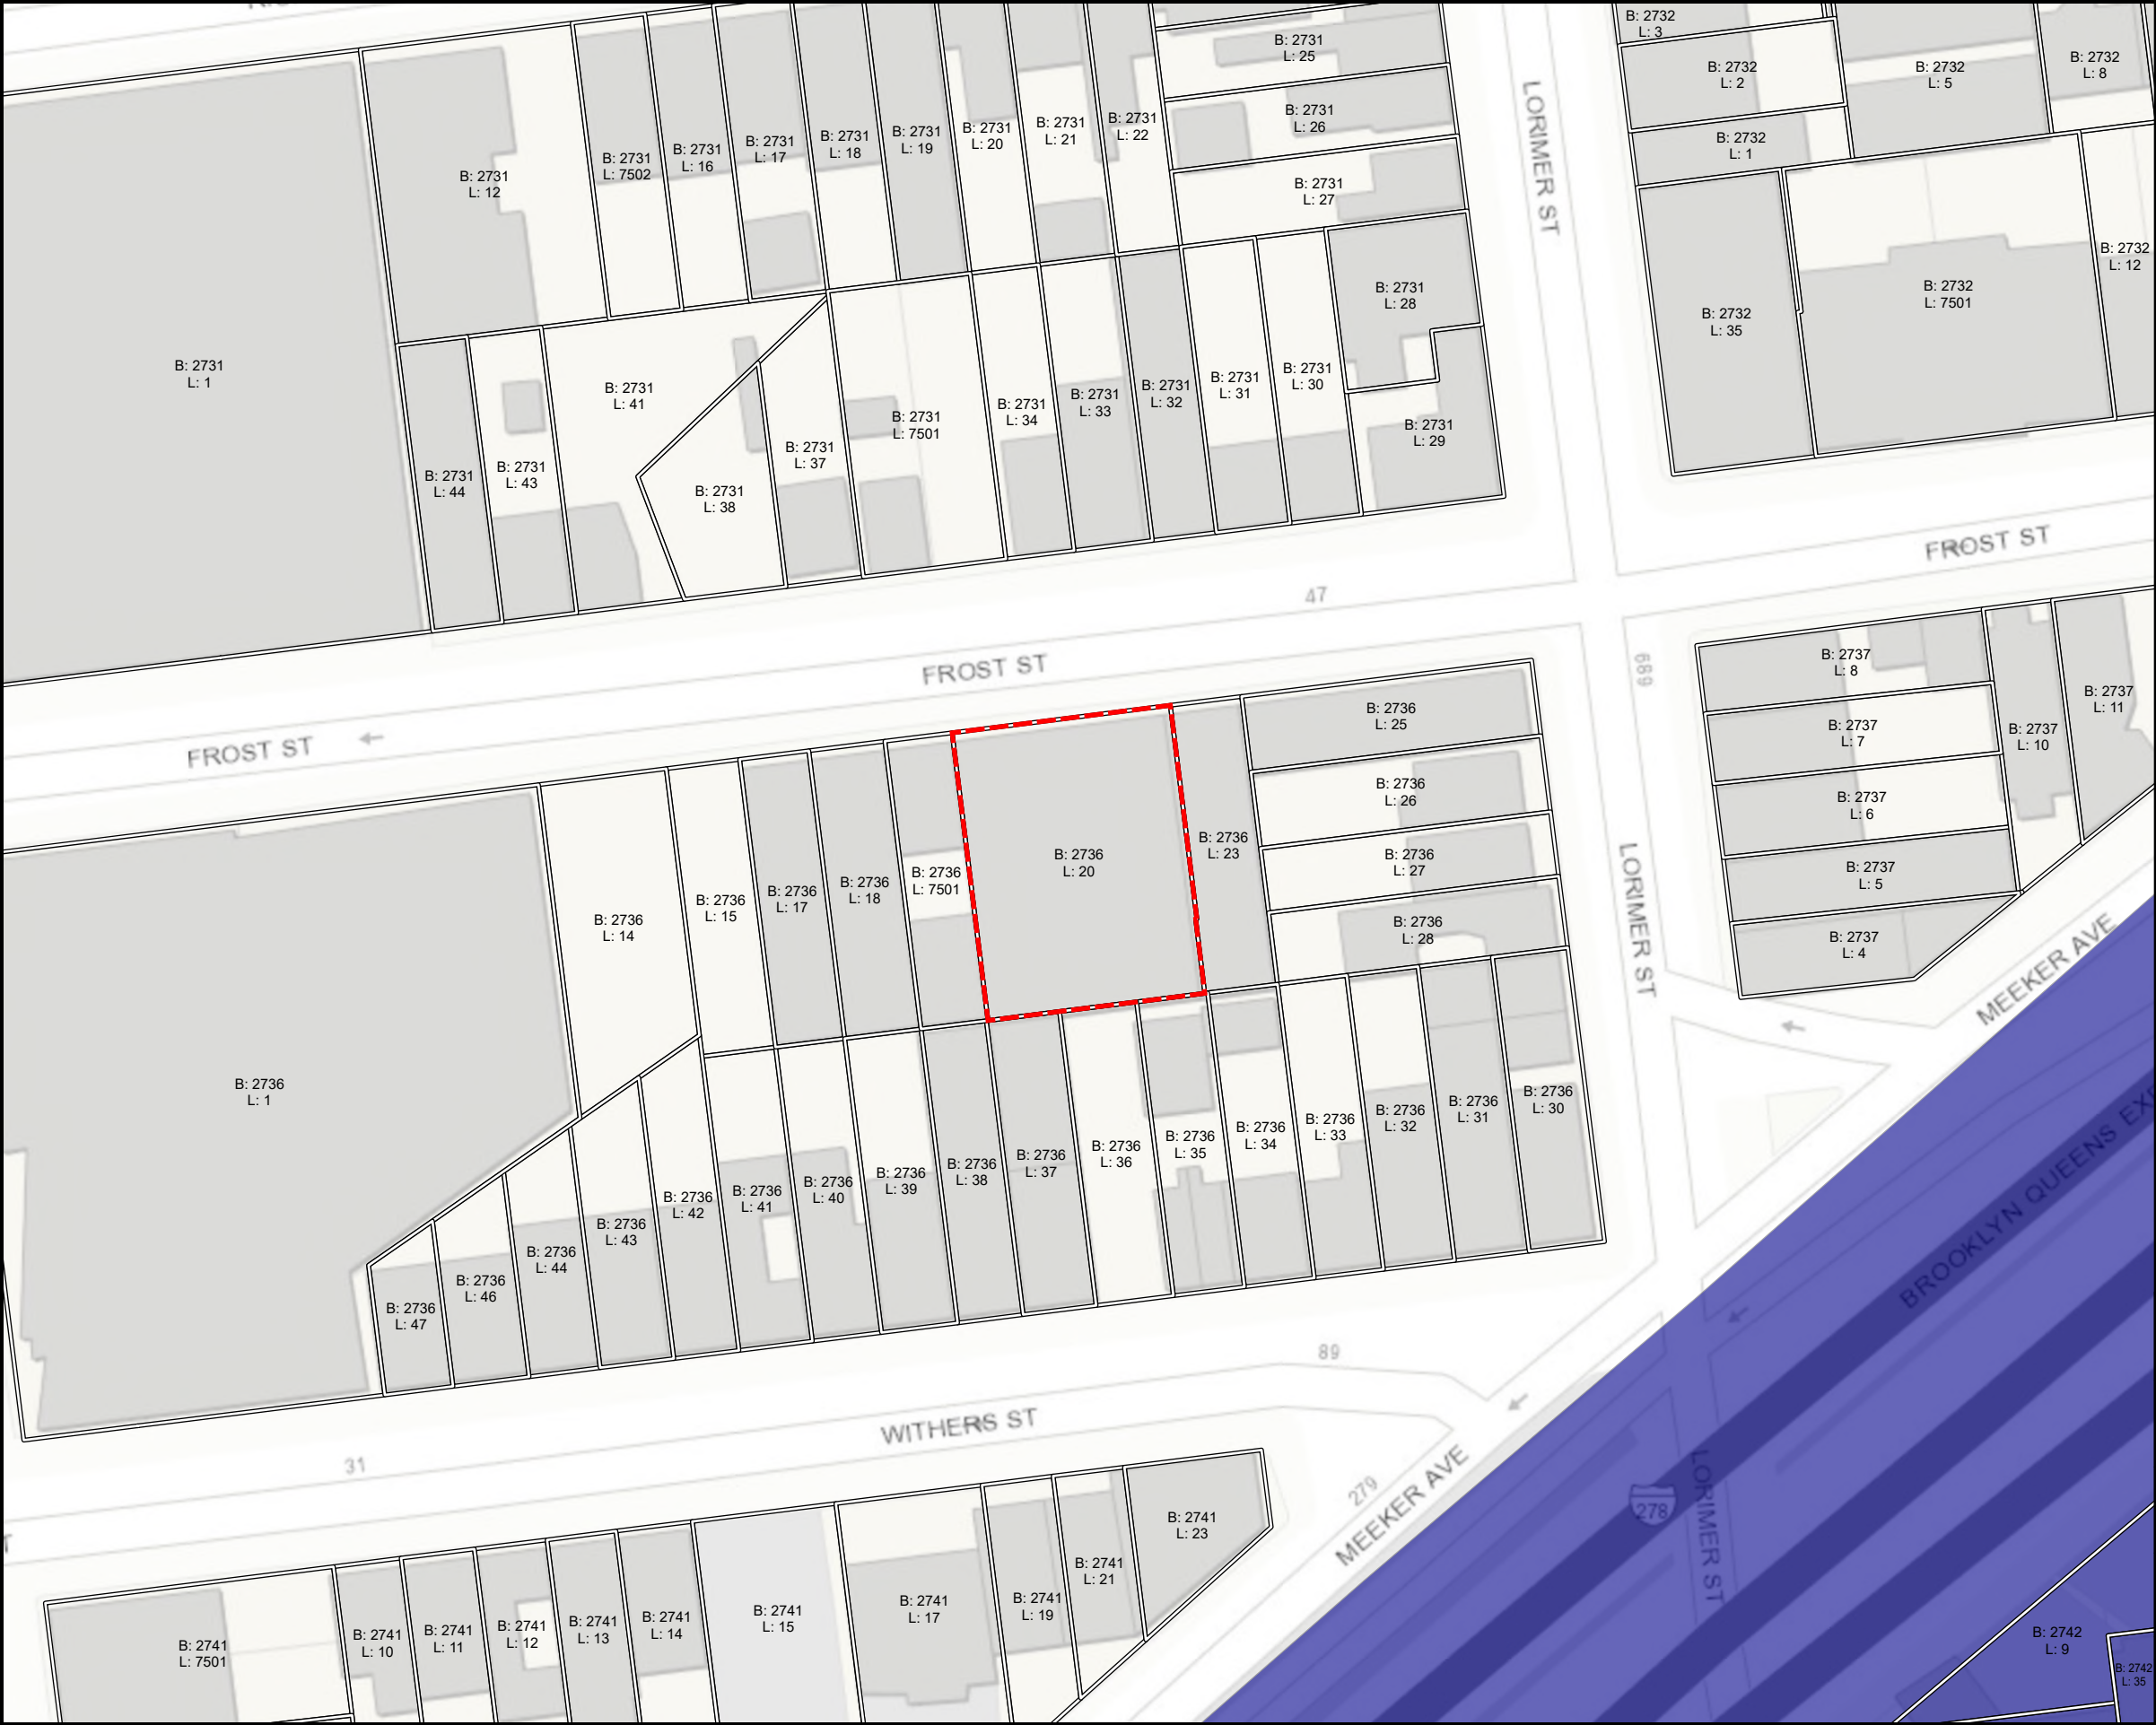 B: 2731
L: 25
B: 2732
L: 3
B: 2732
L: 2
B: 2732
L: 5
B: 2732
L: 8
B: 2731
L: 12
B: 2731
L: 7502
B: 2731
L: 16
B: 2731
L: 17
B: 2731
L: 18
B: 2731
L: 19
B: 2731
L: 20
B: 2731
L: 21
B: 2731
L: 22
B: 2731
L: 26
B: 2731
L: 27
LORIMER ST
B: 2732
L: 1
B: 2732
L: 35
B: 2732
L: 7501
B: 2732
L: 12
B: 2731
L: 1
B: 2731
L: 44
B: 2731
L: 43
B: 2731
L: 41
B: 2731
L: 38
B: 2731
L: 37
B: 2731
L: 7501
B: 2731
L: 34
B: 2731
L: 33
B: 2731
L: 32
B: 2731
L: 31
B: 2731
L: 30
B: 2731
L: 28
B: 2731
L: 29
FROST ST
47
FROST ST
FROST ST
689
B: 2737
L: 8
B: 2737
L: 7
B: 2737
L: 6
B: 2737
L: 5
B: 2737
L: 4
B: 2737
L: 10
B: 2737
L: 11
B: 2736
L: 14
B: 2736
L: 15
B: 2736
L: 17
B: 2736
L: 18
B: 2736
L: 7501
B: 2736
L: 20
B: 2736
L: 23
B: 2736
L: 25
B: 2736
L: 26
B: 2736
L: 27
B: 2736
L: 28
LORIMER ST
MEEKER AVE
B: 2736
L: 1
B: 2736
L: 47
B: 2736
L: 46
B: 2736
L: 44
B: 2736
L: 43
B: 2736
L: 42
B: 2736
L: 41
B: 2736
L: 40
B: 2736
L: 39
B: 2736
L: 38
B: 2736
L: 37
B: 2736
L: 36
B: 2736
L: 35
B: 2736
L: 34
B: 2736
L: 33
B: 2736
L: 32
B: 2736
L: 31
B: 2736
L: 30
BROOKLYN QUEENS EX
89
WITHERS ST
31
279
MEEKER AVE
278
LORIMER ST
B: 2741
L: 7501
B: 2741
L: 10
B: 2741
L: 11
B: 2741
L: 12
B: 2741
L: 13
B: 2741
L: 14
B: 2741
L: 15
B: 2741
L: 17
B: 2741
L: 19
B: 2741
L: 21
B: 2741
L: 23
B: 2742
L: 9
B: 2742
L: 35